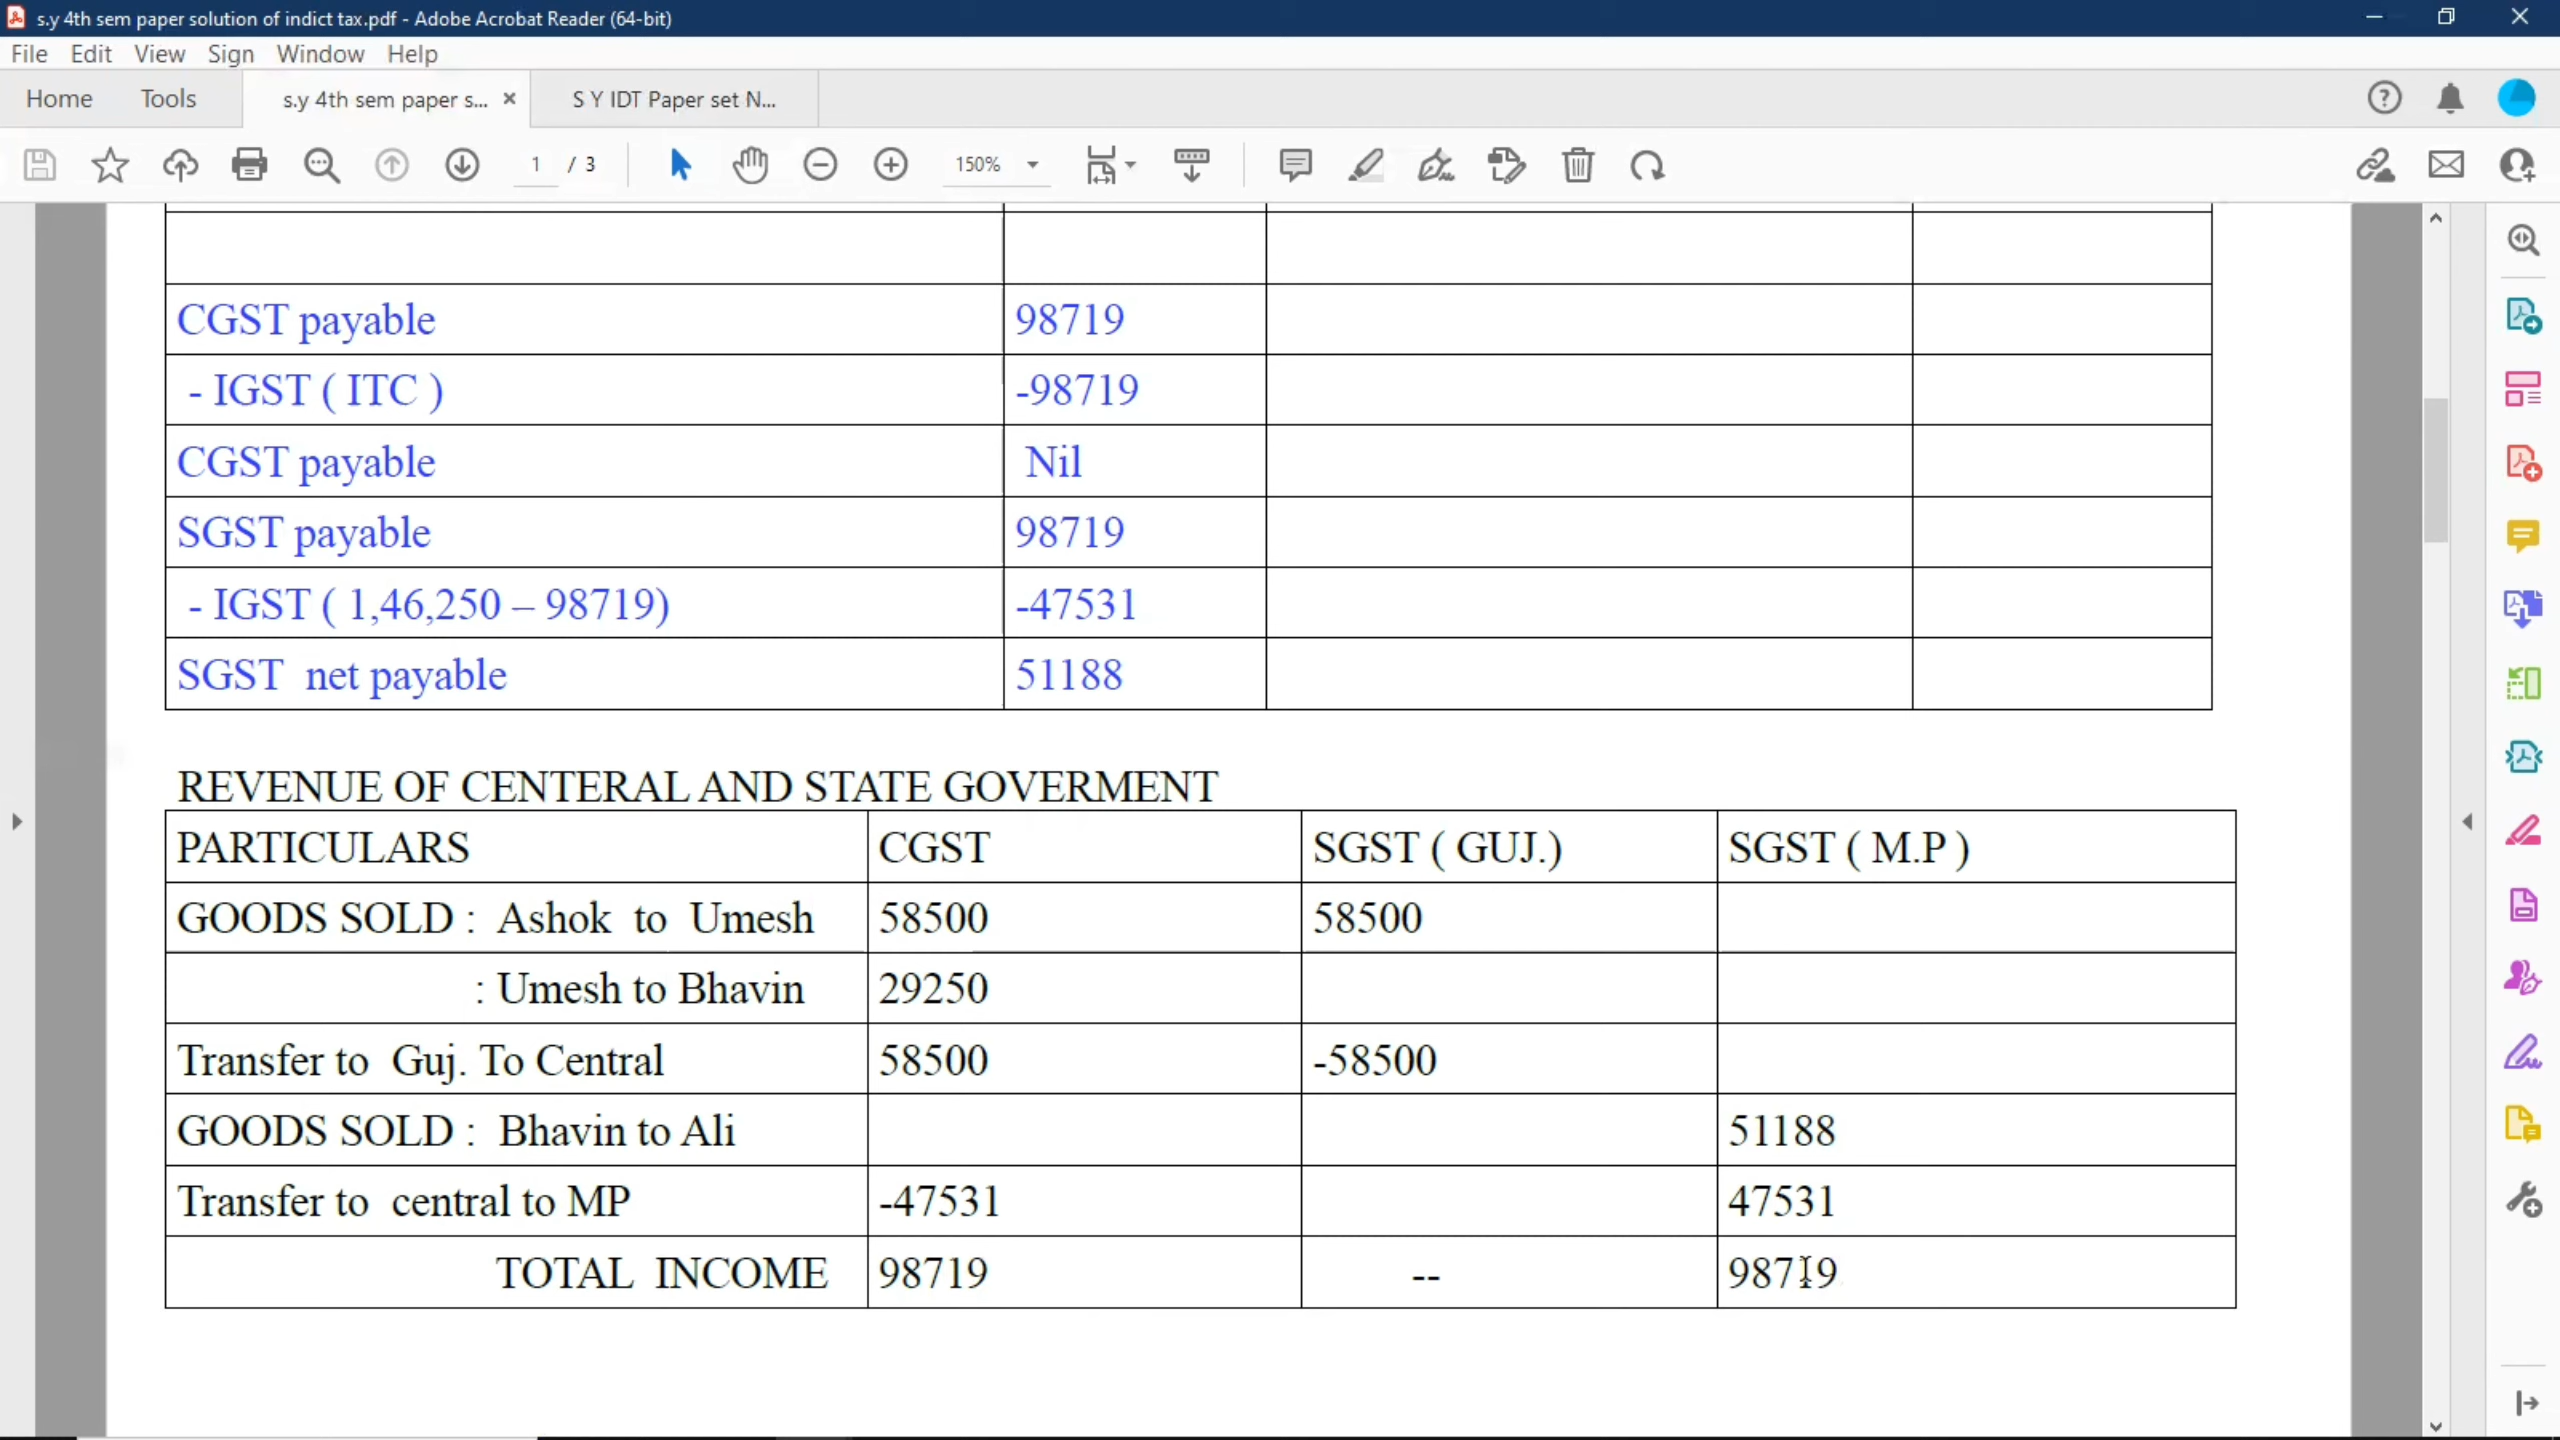 s.y 4th sem paper solution of indict tax.pdf - Adobe Acrobat Reader (64-bit)
File Edit View Sign Window Help
Home Tools s.y 4th sem paper s... × S Y IDT Paper set N...
1 / 3 150%
CGST payable 98719
- IGST ( ITC ) -98719
CGST payable Nil
SGST payable 98719
- IGST ( 1,46,250 – 98719) -47531
SGST net payable 51188
REVENUE OF CENTERAL AND STATE GOVERMENT
PARTICULARS CGST SGST ( GUJ.) SGST ( M.P )
GOODS SOLD : Ashok to Umesh 58500 58500
: Umesh to Bhavin 29250
Transfer to Guj. To Central 58500 -58500
GOODS SOLD : Bhavin to Ali 51188
Transfer to central to MP -47531 47531
TOTAL INCOME 98719 -- 98719